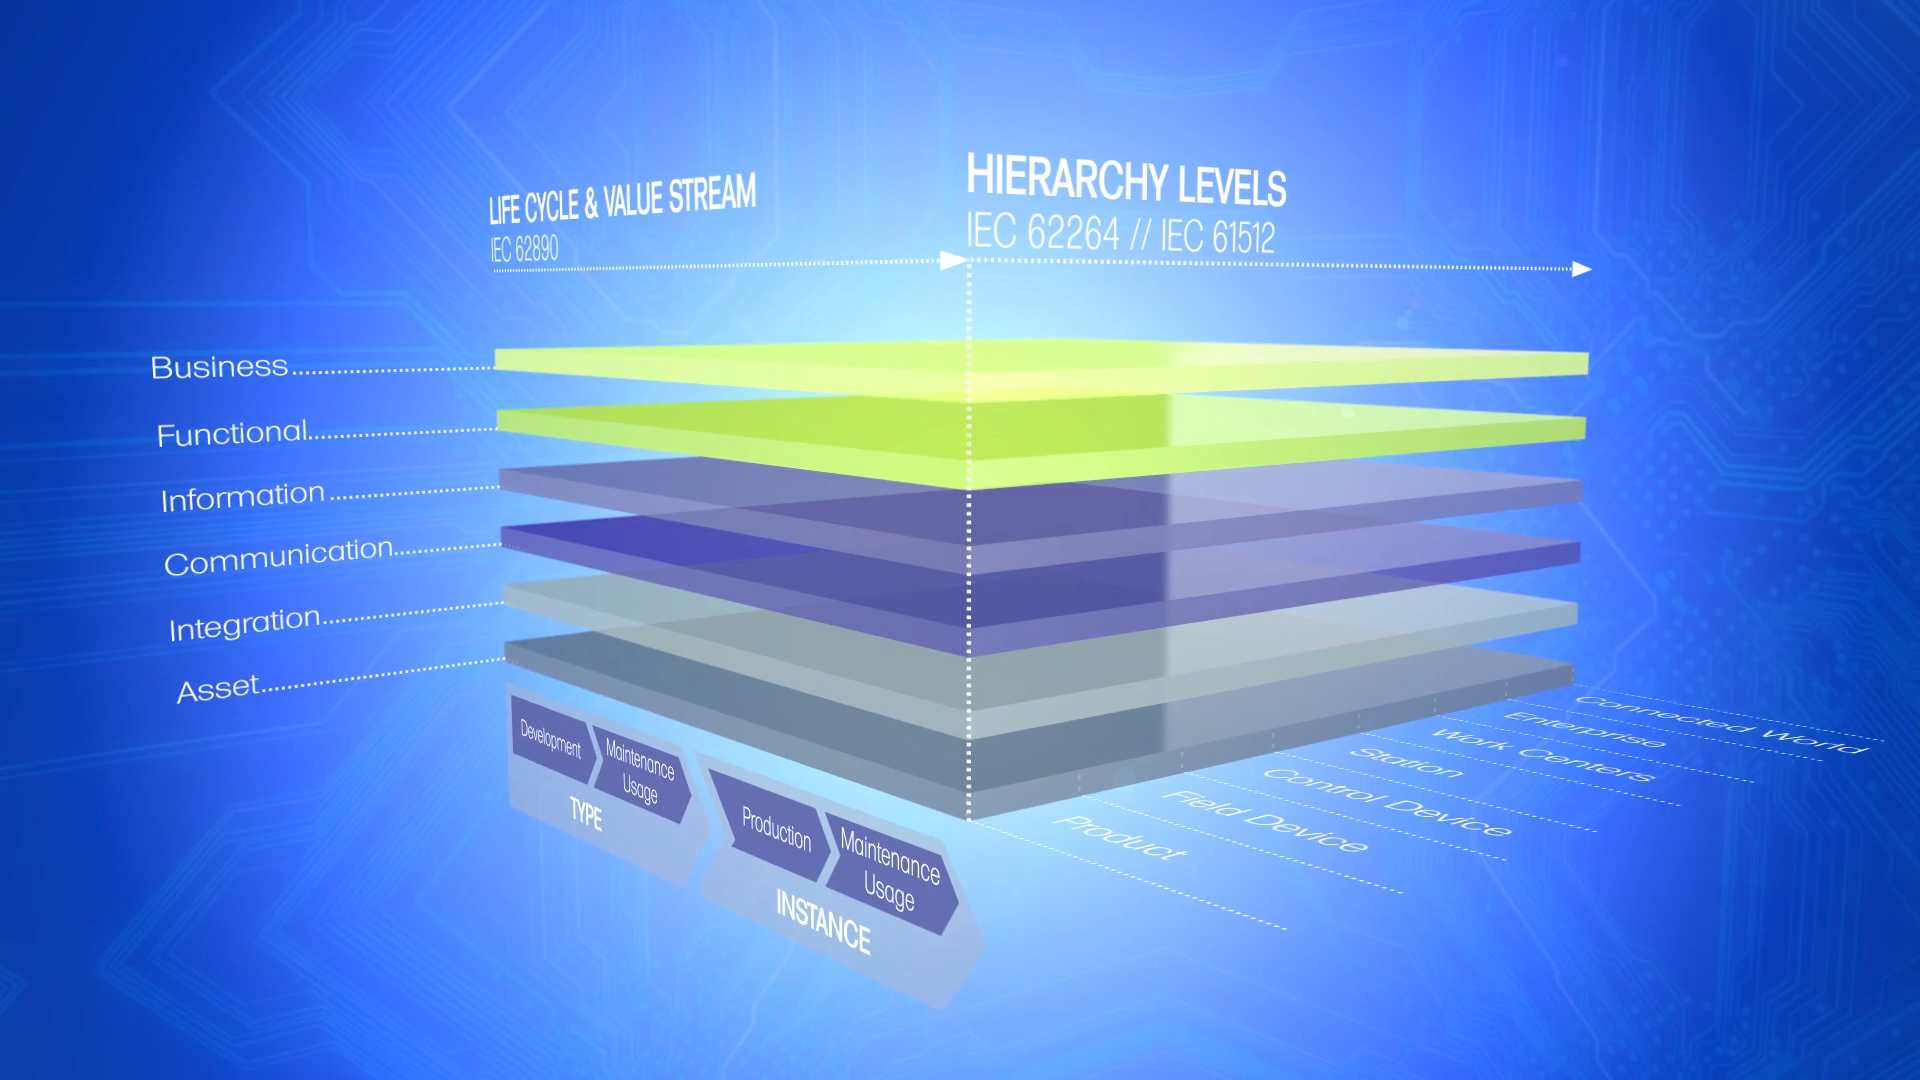 LIFE CYCLE & VALUE STREAM
IEC 62890
HIERARCHY LEVELS
IEC 62264 // IEC 61512
Business
Functional
Information
Communication
Integration
Asset
Development
Maintenance
Usage
TYPE
Production
Maintenance
Usage
INSTANCE
Connected World
Enterprise
Work Centers
Station
Control Device
Field Device
Product